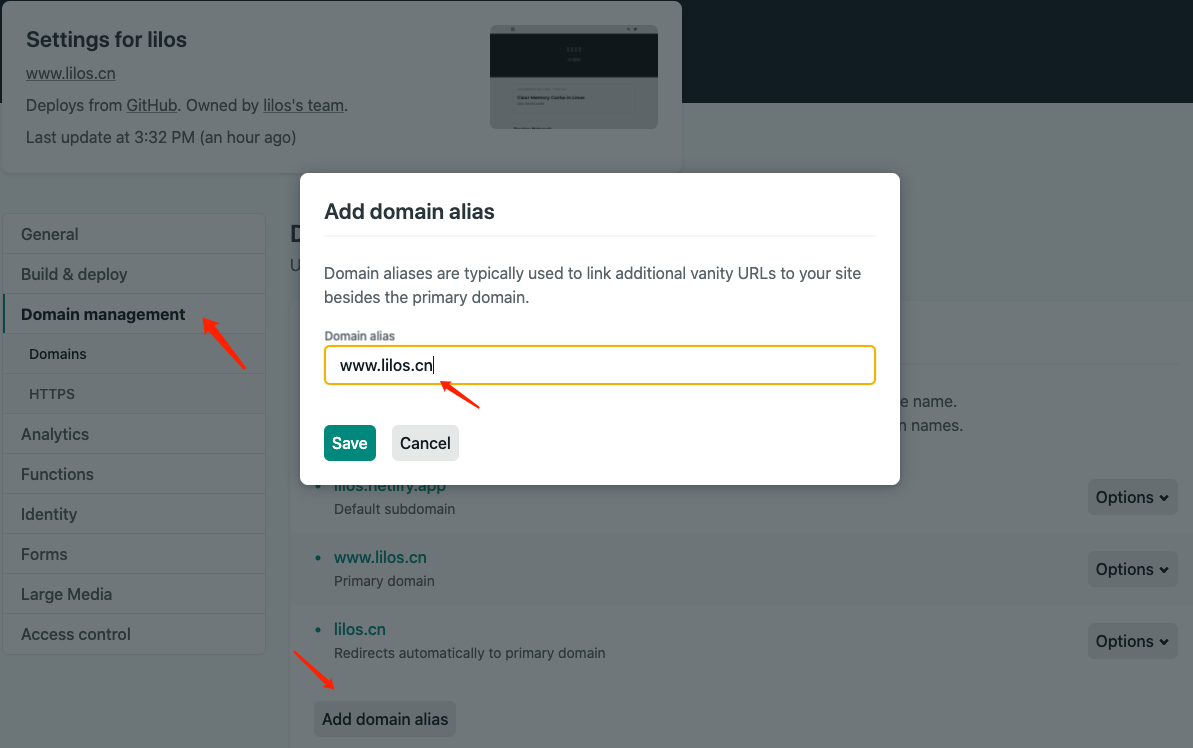 Settings for lilos
www.lilos.cn
Deploys from GitHub. Owned by lilos's team.
Last update at 3:32 PM (an hour ago)
General
Build & deploy
Domain management
Domains
HTTPS
Analytics
Functions
Identity
Forms
Large Media
Access control
Add domain alias
Domain aliases are typically used to link additional vanity URLs to your site
besides the primary domain.
Domain alias
www.lilos.cn
Save
Cancel
e name.
n names.
lilos.netlify.app
Default subdomain
Options
www.lilos.cn
Primary domain
Options
lilos.cn
Redirects automatically to primary domain
Options
Add domain alias